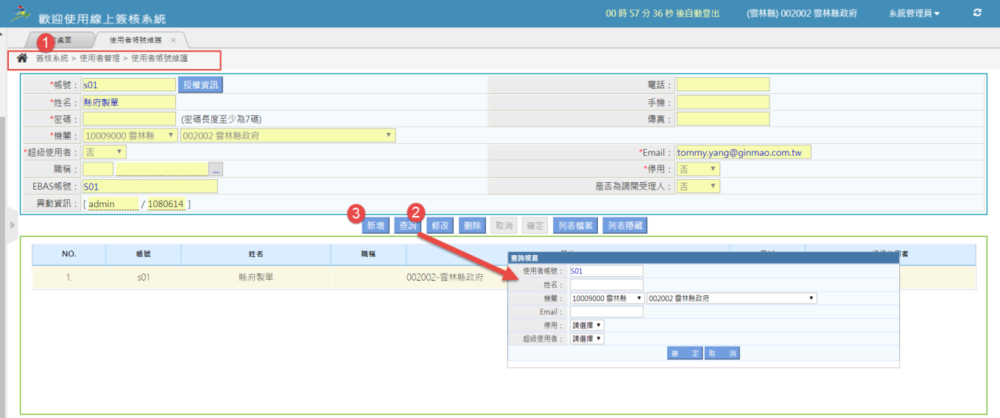 歡迎使用線上簽核系統
00 時 57 分 36 秒 後自動登出
(雲林縣) 002002 雲林縣政府
系統管理員▼
1
桌面
使用者帳號維護 ×
簽核系統 > 使用者管理 > 使用者帳號維護
*帳號： s01 授權資訊
電話：
*姓名： 縣府製單
手機：
*密碼： (密碼長度至少為7碼)
傳真：
*機關： 10009000 雲林縣 ▼ 002002 雲林縣政府 ▼
*超級使用者： 否 ▼
*Email： tommy.yang@ginmao.com.tw
職稱： ...
*停用： 否 ▼
EBAS帳號： S01
是否為調閱受理人： 否 ▼
異動資訊： [ admin / 1080614 ]
3 2
新增 查詢 修改 刪除 取消 確定 列表檔案 列表隱藏
NO. 帳號 姓名 職稱
者
1. s01 縣府製單 002002-雲林縣政府
查詢視窗
使用者帳號： S01
姓名：
機關： 10009000 雲林縣 ▼ 002002 雲林縣政府 ▼
Email：
停用： 請選擇 ▼
超級使用者： 請選擇 ▼
確 定 取 消